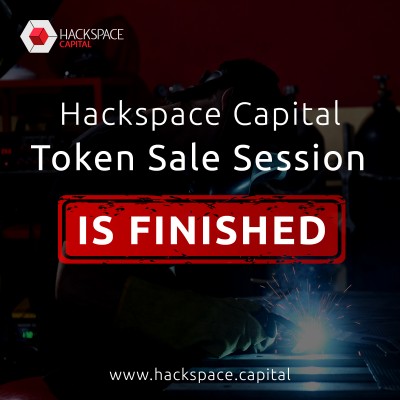 HACKSPACE
CAPITAL
Hackspace Capital
Token Sale Session
IS FINISHED
www.hackspace.capital